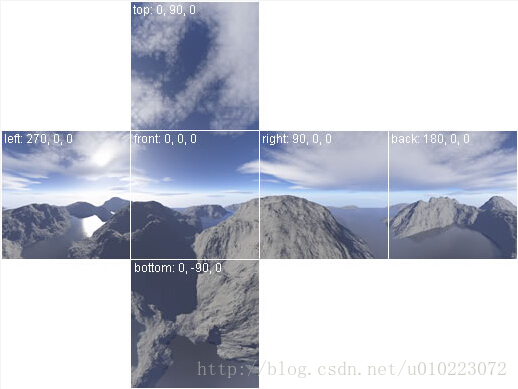 top: 0, 90, 0
left: 270, 0, 0
front: 0, 0, 0
right: 90, 0, 0
back: 180, 0, 0
bottom: 0, -90, 0
http://blog.csdn.net/u010223072